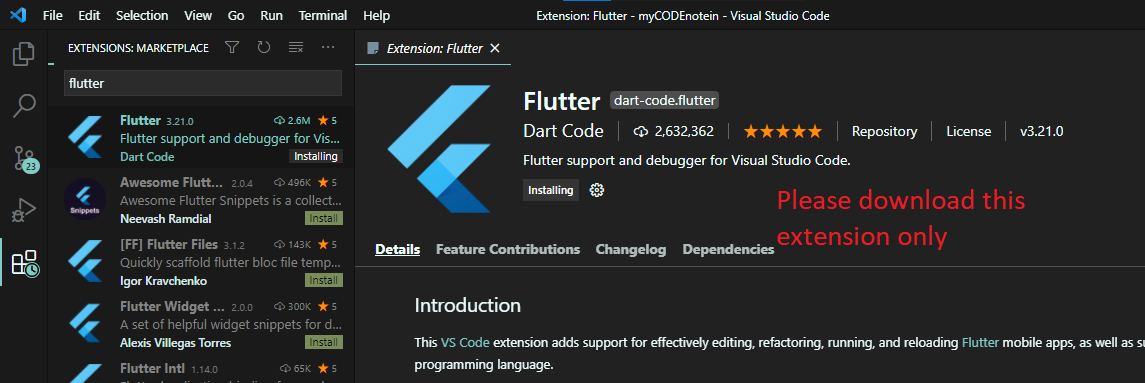 File Edit Selection View Go Run Terminal Help Extension: Flutter - myCODEnotein - Visual Studio Code
EXTENSIONS: MARKETPLACE
flutter
Flutter 3.21.0 2.6M 5
Flutter support and debugger for Vis...
Dart Code Installing
Awesome Flutt... 2.0.4 496K 5
Awesome Flutter Snippets is a collect...
Neevash Ramdial Install
Snippets
[FF] Flutter Files 3.1.2 143K 5
Quickly scaffold flutter bloc file temp...
Igor Kravchenko Install
Flutter Widget ... 2.0.0 300K 5
A set of helpful widget snippets for d...
Alexis Villegas Torres Install
Flutter Intl 1.14.0 65K 5
23
Extension: Flutter
Flutter dart-code.flutter
Dart Code 2,632,362 Repository License v3.21.0
Flutter support and debugger for Visual Studio Code.
Installing
Please download this
extension only
Details Feature Contributions Changelog Dependencies
Introduction
This VS Code extension adds support for effectively editing, refactoring, running, and reloading Flutter mobile apps, as well as su
programming language.